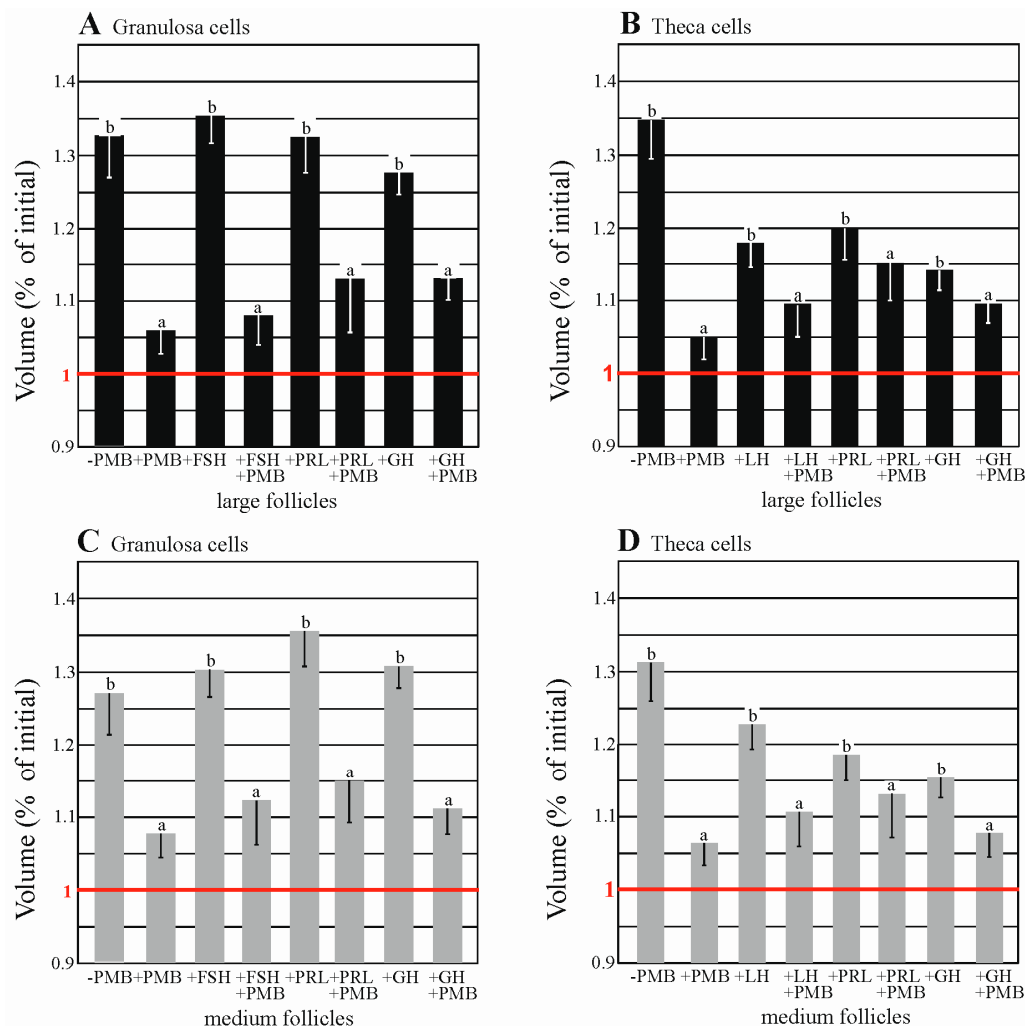 A Granulosa cells
Volume (% of initial)
1.4
1.3
1.2
1.1
1
0.9
b
a
b
a
b
a
b
a
-PMB +PMB +FSH +FSH +PRL +PRL +GH +GH
+PMB +PMB +PMB
large follicles
B Theca cells
Volume (% of initial)
1.4
1.3
1.2
1.1
1
0.9
b
a
b
a
b
a
b
a
-PMB +PMB +LH +LH +PRL +PRL +GH +GH
+PMB +PMB +PMB
large follicles
C Granulosa cells
Volume (% of initial)
1.4
1.3
1.2
1.1
1
0.9
b
a
b
a
b
a
b
a
-PMB +PMB +FSH +FSH +PRL +PRL +GH +GH
+PMB +PMB +PMB
medium follicles
D Theca cells
Volume (% of initial)
1.4
1.3
1.2
1.1
1
0.9
b
a
b
a
b
a
b
a
-PMB +PMB +LH +LH +PRL +PRL +GH +GH
+PMB +PMB +PMB
medium follicles